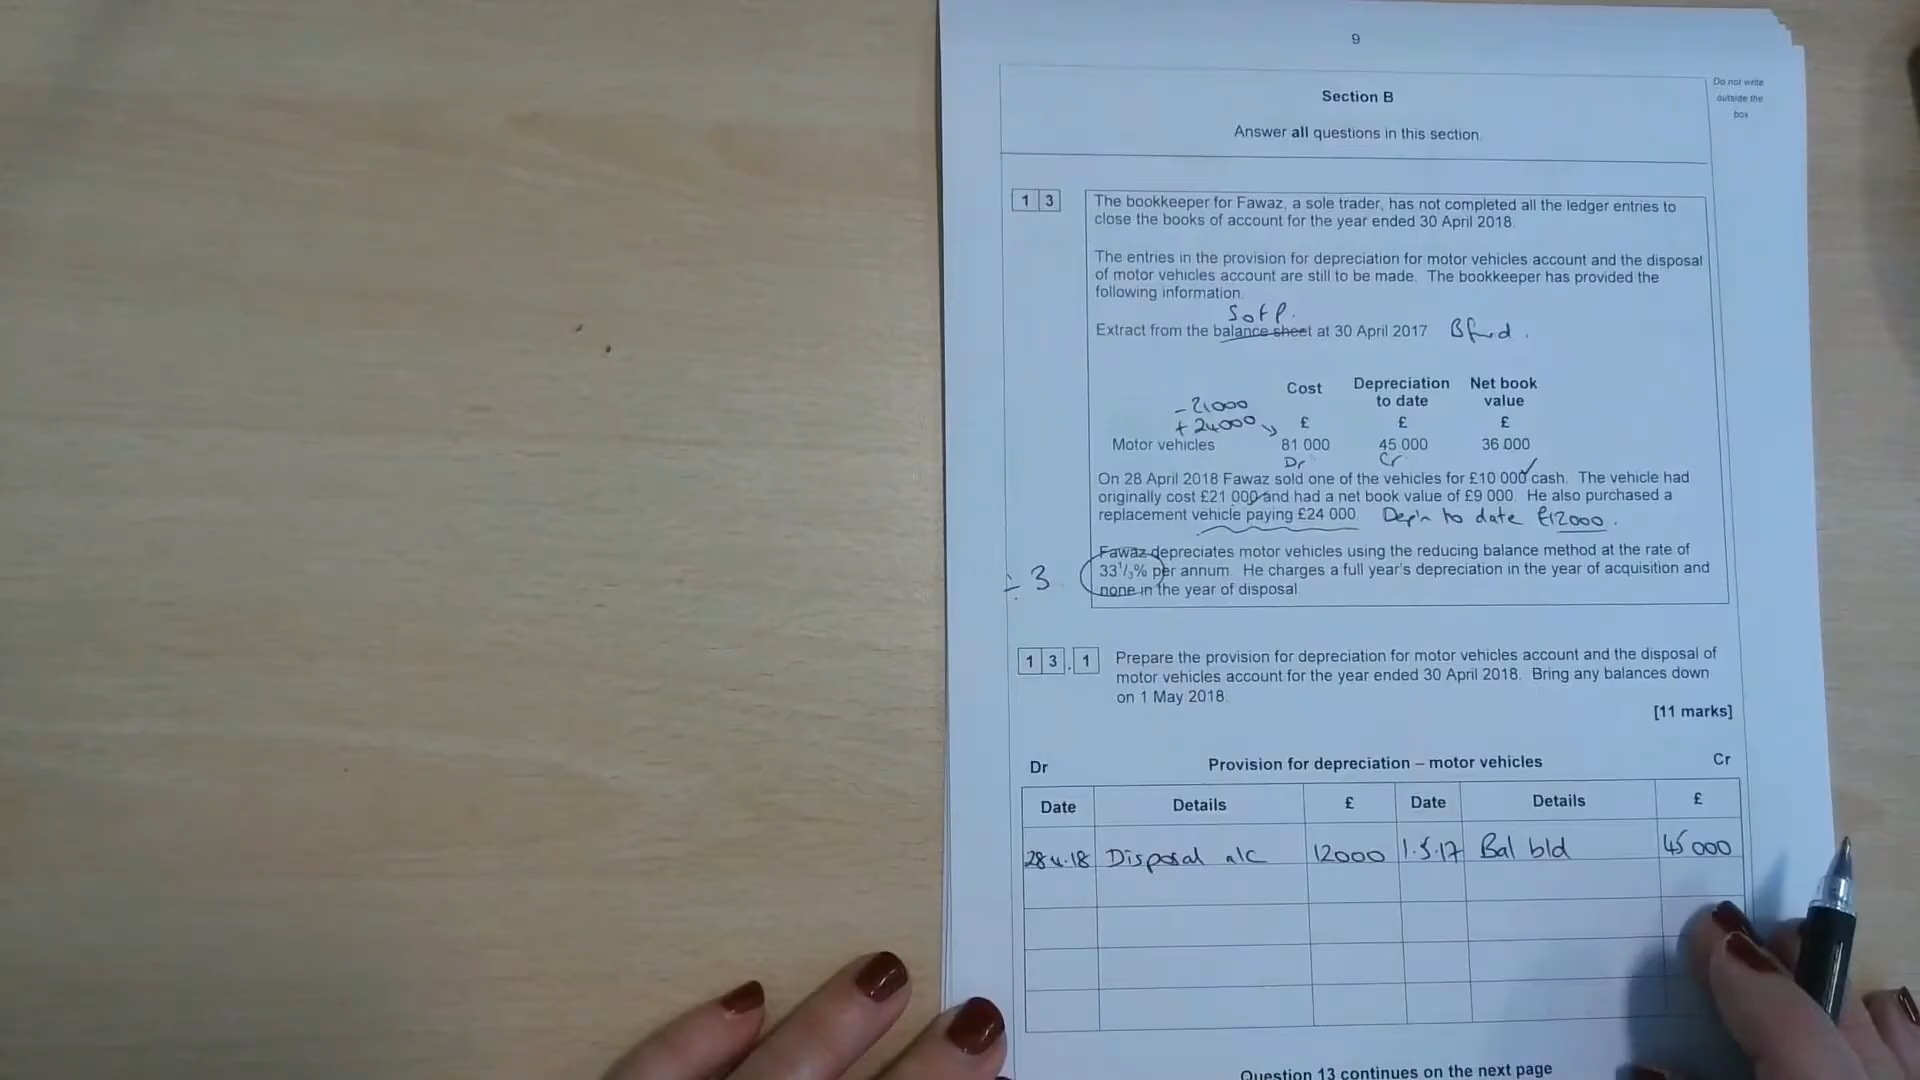 9
Do not write
outside the
box
Section B
Answer all questions in this section.
1 3
The bookkeeper for Fawaz, a sole trader, has not completed all the ledger entries to
close the books of account for the year ended 30 April 2018.
The entries in the provision for depreciation for motor vehicles account and the disposal
of motor vehicles account are still to be made. The bookkeeper has provided the
following information.
SofP.
Extract from the balance sheet at 30 April 2017 Bfwd.
Cost Depreciation to date Net book value
- 21000
+ 24000
£ £ £
Motor vehicles 81 000 45 000 36 000
Dr Cr
On 28 April 2018 Fawaz sold one of the vehicles for £10 000 cash. The vehicle had
originally cost £21 000 and had a net book value of £9 000. He also purchased a
replacement vehicle paying £24 000. Dep'n to date £12000.
Fawaz depreciates motor vehicles using the reducing balance method at the rate of
÷ 3 33 1/3% per annum. He charges a full year's depreciation in the year of acquisition and
none in the year of disposal.
1 3 . 1 Prepare the provision for depreciation for motor vehicles account and the disposal of
motor vehicles account for the year ended 30 April 2018. Bring any balances down
on 1 May 2018.
[11 marks]
Dr Provision for depreciation – motor vehicles Cr
Date Details £ Date Details £
28.4.18 Disposal a/c 12000 1.5.17 Bal b/d 45 000
Question 13 continues on the next page